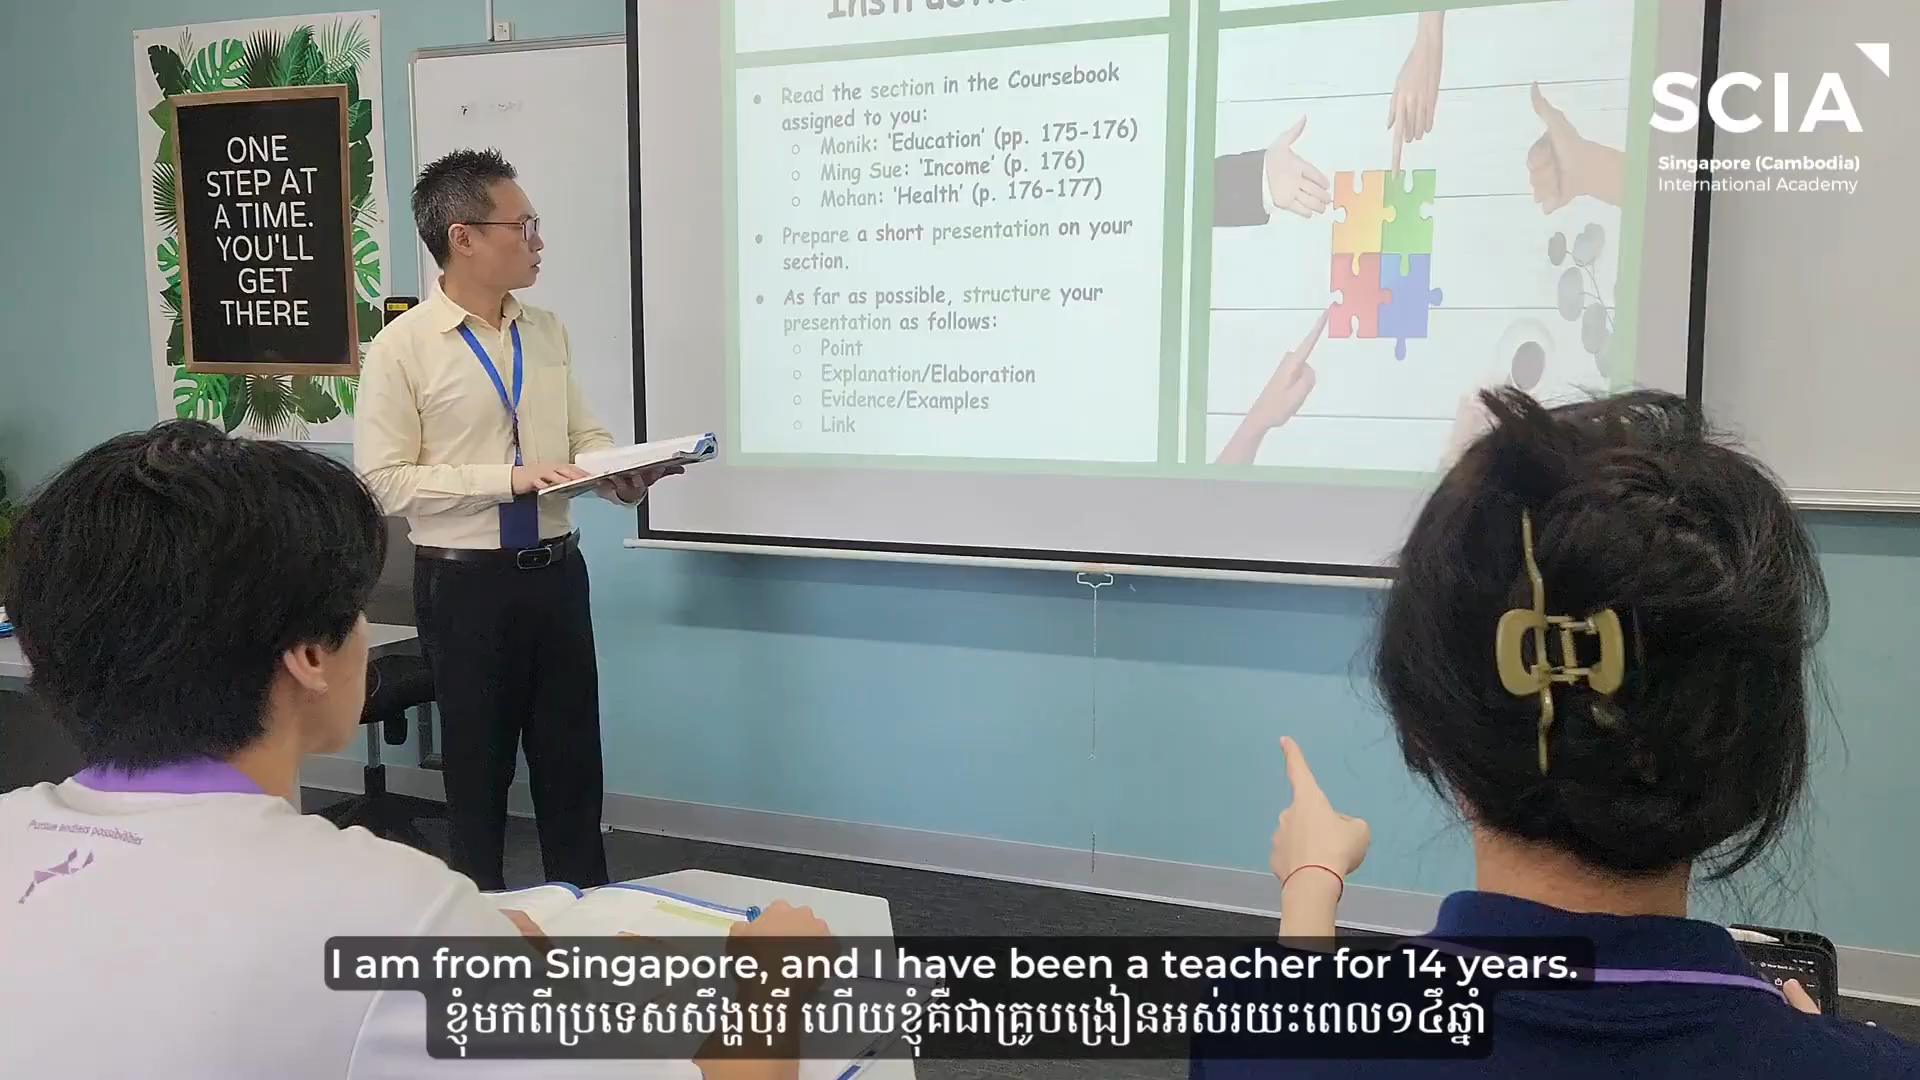 ONE
STEP AT
A TIME.
YOU'LL
GET
THERE
• Read the section in the Coursebook
assigned to you:
○ Monik: 'Education' (pp. 175-176)
○ Ming Sue: 'Income' (p. 176)
○ Mohan: 'Health' (p. 176-177)
• Prepare a short presentation on your
section.
• As far as possible, structure your
presentation as follows:
○ Point
○ Explanation/Elaboration
○ Evidence/Examples
○ Link
SCIA
Singapore (Cambodia)
International Academy
Pursue endless possibilities
I am from Singapore, and I have been a teacher for 14 years.
ខ្ញុំមកពីប្រទេសសឹង្ហបុរី ហើយខ្ញុំគឺជាគ្រូបង្រៀនអស់រយៈពេល១៤ឆ្នាំ